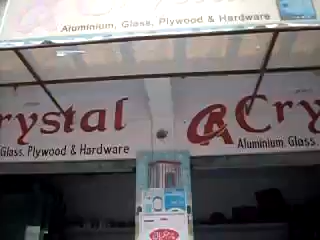 Aluminium, Glass, Plywood & Hardware
rystal
Glass, Plywood & Hardware
Cry
Aluminium, Glass,